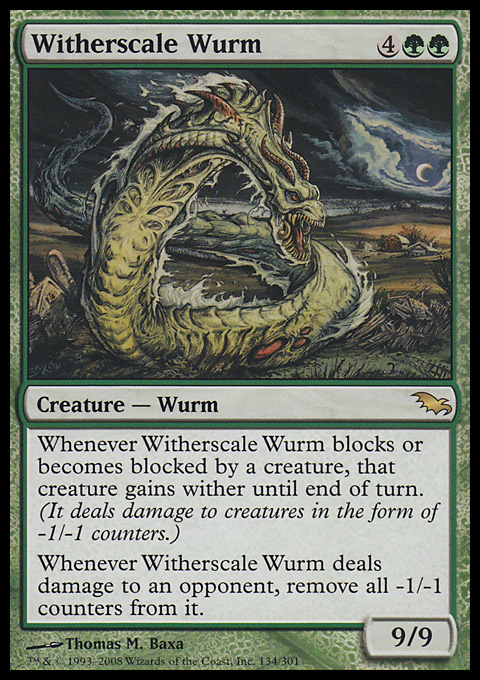 Witherscale Wurm 4
Creature — Wurm
Whenever Witherscale Wurm blocks or
becomes blocked by a creature, that
creature gains wither until end of turn.
(It deals damage to creatures in the form of
-1/-1 counters.)
Whenever Witherscale Wurm deals
damage to an opponent, remove all -1/-1
counters from it.
Thomas M. Baxa
9/9
™ & © 1993–2008 Wizards of the Coast, Inc. 134/301